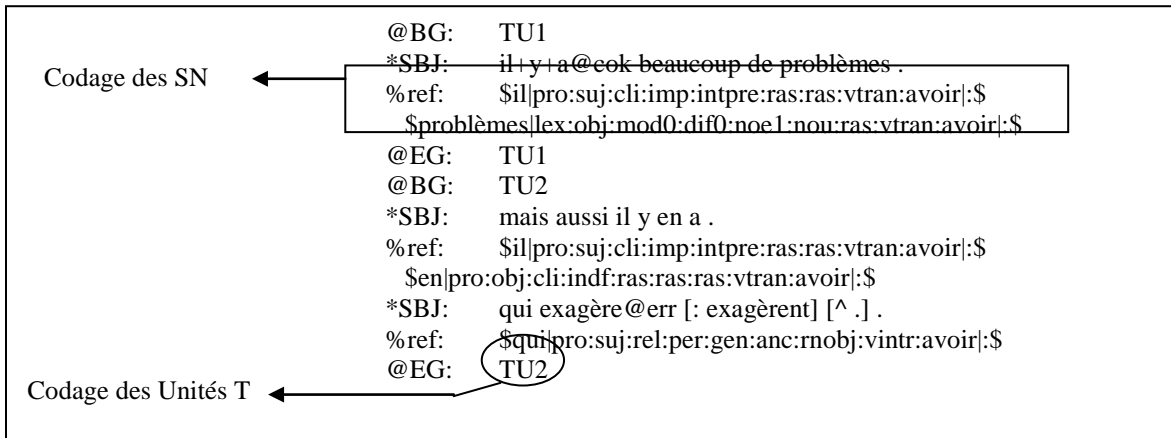 @BG: TU1
*SBJ: il+y+a@cok beaucoup de problèmes .
Codage des SN
%ref: $il|pro:suj:cli:imp:intpre:ras:ras:vtran:avoir|:$
$problèmes|lex:obj:mod0:dif0:noe1:nou:ras:vtran:avoir|:$
@EG: TU1
@BG: TU2
*SBJ: mais aussi il y en a .
%ref: $il|pro:suj:cli:imp:intpre:ras:ras:vtran:avoir|:$
$en|pro:obj:cli:indf:ras:ras:ras:vtran:avoir|:$
*SBJ: qui exagère@err [: exagèrent] [^ .] .
%ref: $qui|pro:suj:rel:per:gen:anc:rnobj:vintr:avoir|:$
@EG: TU2
Codage des Unités T